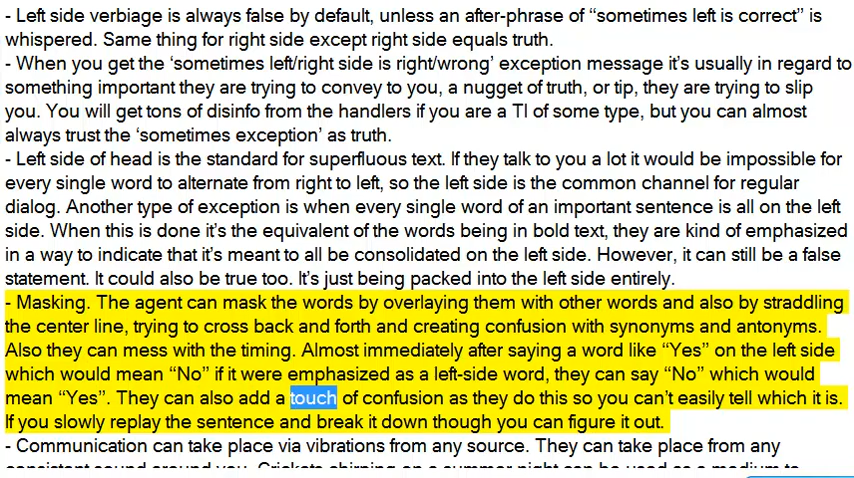 - Left side verbiage is always false by default, unless an after-phrase of “sometimes left is correct” is
whispered. Same thing for right side except right side equals truth.
- When you get the ‘sometimes left/right side is right/wrong’ exception message it’s usually in regard to
something important they are trying to convey to you, a nugget of truth, or tip, they are trying to slip
you. You will get tons of disinfo from the handlers if you are a TI of some type, but you can almost
always trust the ‘sometimes exception’ as truth.
- Left side of head is the standard for superfluous text. If they talk to you a lot it would be impossible for
every single word to alternate from right to left, so the left side is the common channel for regular
dialog. Another type of exception is when every single word of an important sentence is all on the left
side. When this is done it’s the equivalent of the words being in bold text, they are kind of emphasized
in a way to indicate that it’s meant to all be consolidated on the left side. However, it can still be a false
statement. It could also be true too. It’s just being packed into the left side entirely.
- Masking. The agent can mask the words by overlaying them with other words and also by straddling
the center line, trying to cross back and forth and creating confusion with synonyms and antonyms.
Also they can mess with the timing. Almost immediately after saying a word like “Yes” on the left side
which would mean “No” if it were emphasized as a left-side word, they can say “No” which would
mean “Yes”. They can also add a touch of confusion as they do this so you can’t easily tell which it is.
If you slowly replay the sentence and break it down though you can figure it out.
- Communication can take place via vibrations from any source. They can take place from any
consistent sound around you. Crickets chirping on a summer night can be used as a medium to